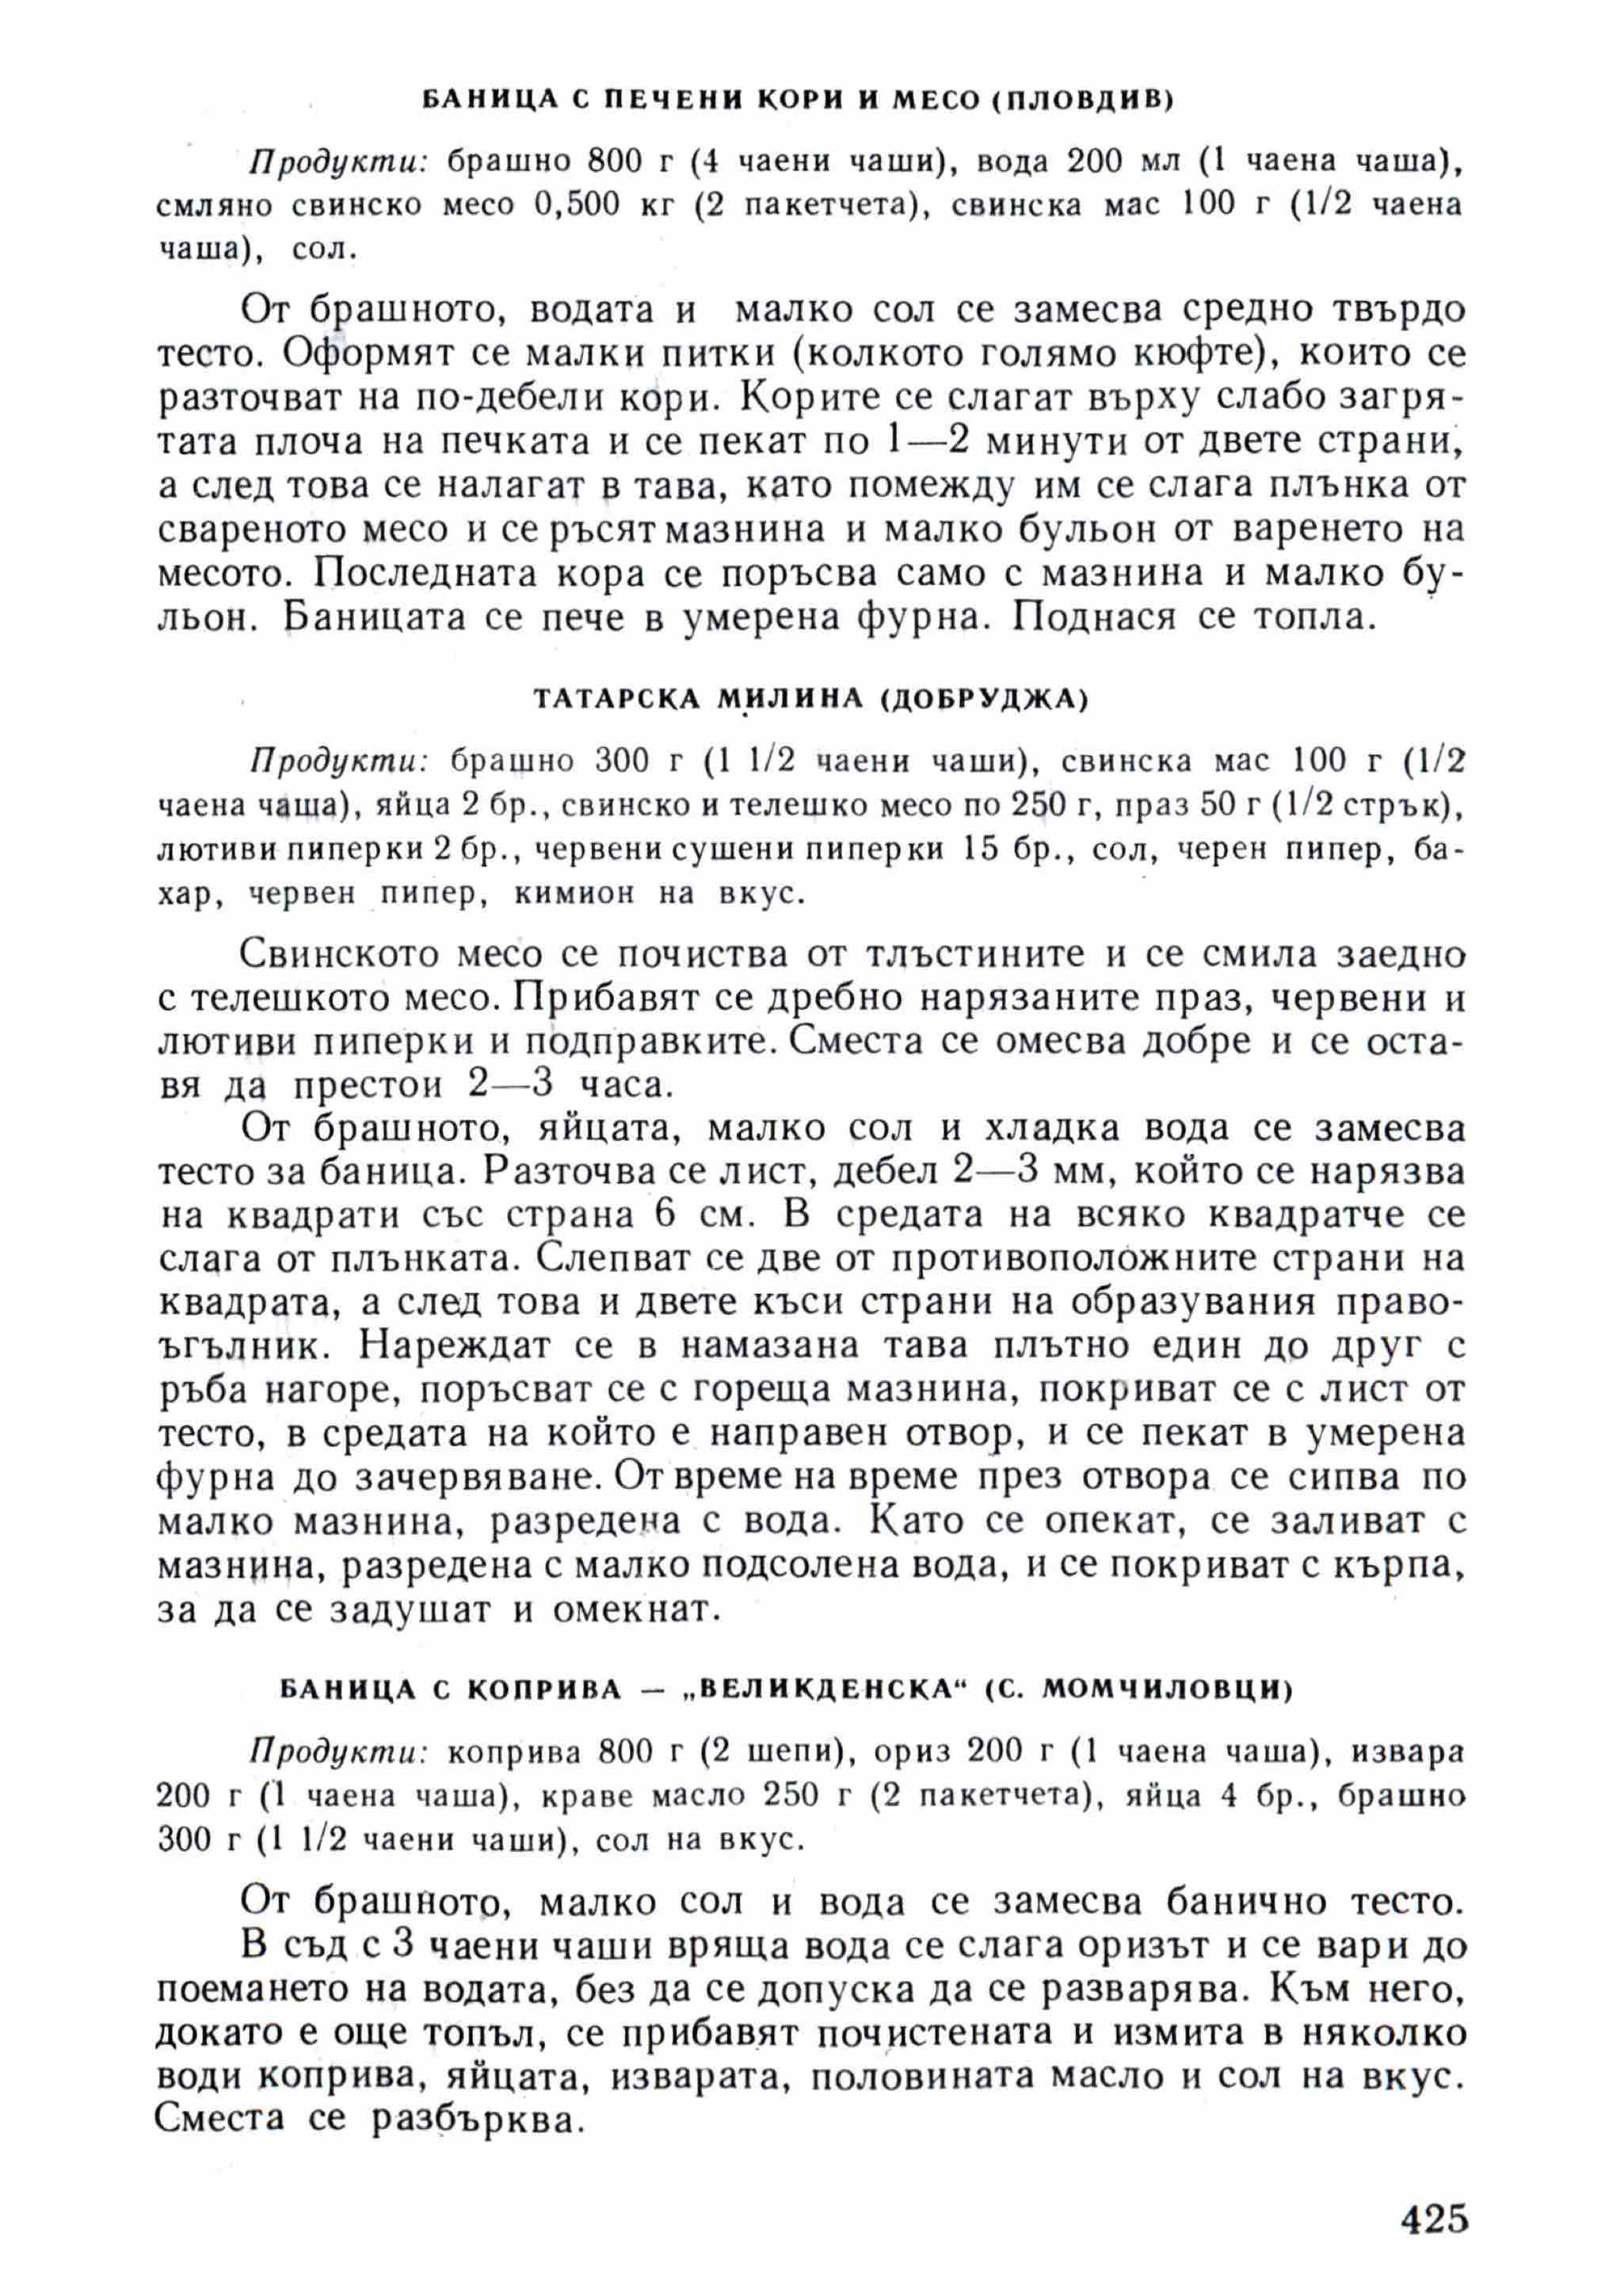 БАНИЦА С ПЕЧЕНИ КОРИ И МЕСО (ПЛОВДИВ)
Продукти: брашно 800 г (4 чаени чаши), вода 200 мл (1 чаена чаша),
смляно свинско месо 0,500 кг (2 пакетчета), свинска мас 100 г (1/2 чаена
чаша), сол.
От брашното, водата и малко сол се замесва средно твърдо
тесто. Оформят се малки питки (колкото голямо кюфте), които се
разточват на по-дебели кори. Корите се слагат върху слабо загря-
тата плоча на печката и се пекат по 1—2 минути от двете страни,
а след това се налагат в тава, като помежду им се слага плънка от
свареното месо и се ръсят мазнина и малко бульон от варенето на
месото. Последната кора се поръсва само с мазнина и малко бу-
льон. Баницата се пече в умерена фурна. Поднася се топла.
ТАТАРСКА МИЛИНА (ДОБРУДЖА)
Продукти: брашно 300 г (1 1/2 чаени чаши), свинска мас 100 г (1/2
чаена чаша), яйца 2 бр., свинско и телешко месо по 250 г, праз 50 г (1/2 стрък),
лютиви пиперки 2 бр., червени сушени пиперки 15 бр., сол, черен пипер, ба-
хар, червен пипер, кимион на вкус.
Свинското месо се почиства от тлъстините и се смила заедно
с телешкото месо. Прибавят се дребно нарязаните праз, червени и
лютиви пиперки и подправките. Сместа се омесва добре и се оста-
вя да престои 2—3 часа.
От брашното, яйцата, малко сол и хладка вода се замесва
тесто за баница. Разточва се лист, дебел 2—3 мм, който се нарязва
на квадрати със страна 6 см. В средата на всяко квадратче се
слага от плънката. Слепват се две от противоположните страни на
квадрата, а след това и двете къси страни на образувания право-
ъгълник. Нареждат се в намазана тава плътно един до друг с
ръба нагоре, поръсват се с гореща мазнина, покриват се с лист от
тесто, в средата на който е направен отвор, и се пекат в умерена
фурна до зачервяване. От време на време през отвора се сипва по
малко мазнина, разредена с вода. Като се опекат, се заливат с
мазнина, разредена с малко подсолена вода, и се покриват с кърпа,
за да се задушат и омекнат.
БАНИЦА С КОПРИВА — „ВЕЛИКДЕНСКА“ (С. МОМЧИЛОВЦИ)
Продукти: коприва 800 г (2 шепи), ориз 200 г (1 чаена чаша), извара
200 г (1 чаена чаша), краве масло 250 г (2 пакетчета), яйца 4 бр., брашно
300 г (1 1/2 чаени чаши), сол на вкус.
От брашното, малко сол и вода се замесва банично тесто.
В съд с 3 чаени чаши вряща вода се слага оризът и се вари до
поемането на водата, без да се допуска да се разварява. Към него,
докато е още топъл, се прибавят почистената и измита в няколко
води коприва, яйцата, изварата, половината масло и сол на вкус.
Сместа се разбърква.
425